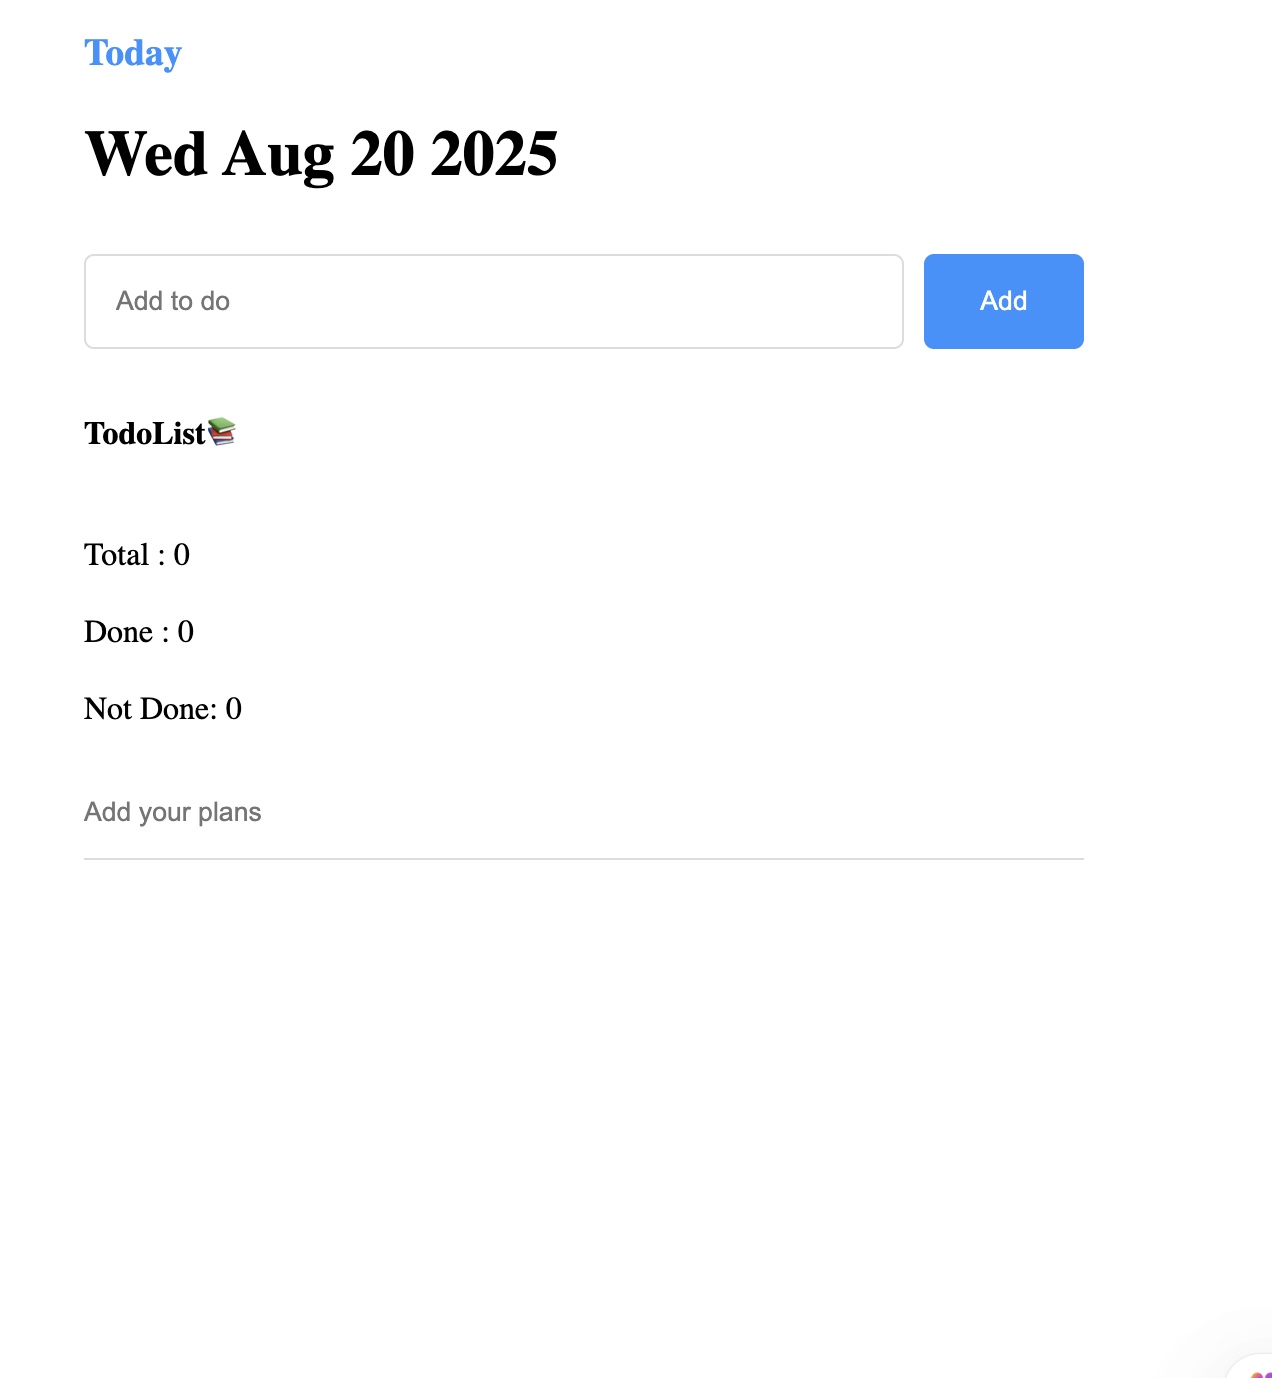 Today
Wed Aug 20 2025
Add to do
Add
TodoList📚
Total : 0
Done : 0
Not Done: 0
Add your plans